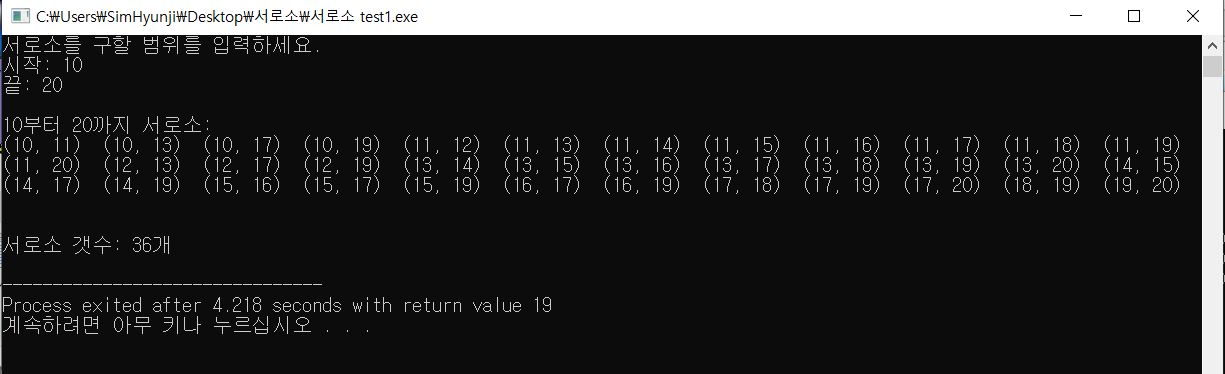 C:₩Users₩SimHyunji₩Desktop₩서로소₩서로소 test1.exe
서로소를 구할 범위를 입력하세요.
시작: 10
끝: 20
10부터 20까지 서로소:
(10, 11) (10, 13) (10, 17) (10, 19) (11, 12) (11, 13) (11, 14) (11, 15) (11, 16) (11, 17) (11, 18) (11, 19)
(11, 20) (12, 13) (12, 17) (12, 19) (13, 14) (13, 15) (13, 16) (13, 17) (13, 18) (13, 19) (13, 20) (14, 15)
(14, 17) (14, 19) (15, 16) (15, 17) (15, 19) (16, 17) (16, 19) (17, 18) (17, 19) (17, 20) (18, 19) (19, 20)
서로소 갯수: 36개
--------------------------------
Process exited after 4.218 seconds with return value 19
계속하려면 아무 키나 누르십시오 . . .